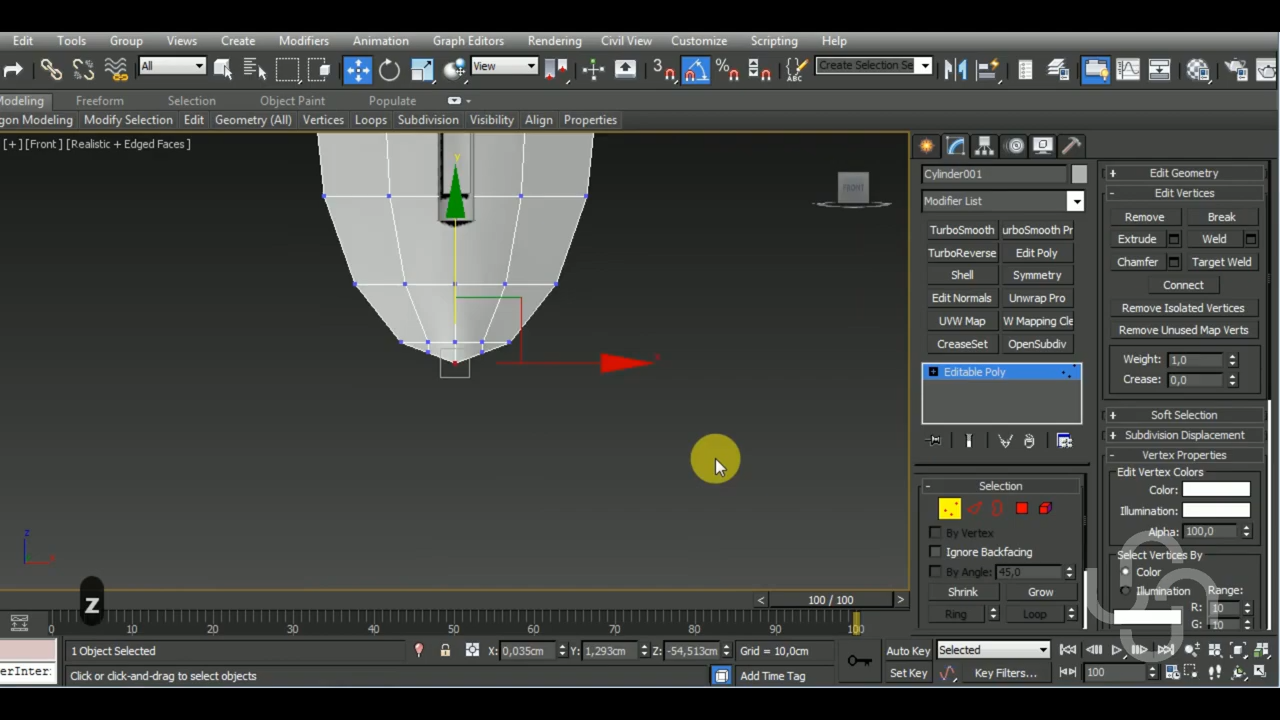 Edit Tools Group Views Create Modifiers Animation Graph Editors Rendering Civil View Customize Scripting Help
All View 3 Create Selection Se
Modeling Freeform Selection Object Paint Populate
gon Modeling Modify Selection Edit Geometry (All) Vertices Loops Subdivision Visibility Align Properties
[+] [Front] [Realistic + Edged Faces ]
FRONT
y
x
z
Z
Cylinder001
Modifier List
TurboSmooth urboSmooth Pr
TurboReverse Edit Poly
Shell Symmetry
Edit Normals Unwrap Pro
UVW Map W Mapping Cle
CreaseSet OpenSubdiv
Editable Poly
- Selection
By Vertex
Ignore Backfacing
By Angle: 45,0
Shrink Grow
Ring Loop
+ Edit Geometry
- Edit Vertices
Remove Break
Extrude Weld
Chamfer Target Weld
Connect
Remove Isolated Vertices
Remove Unused Map Verts
Weight: 1,0
Crease: 0,0
+ Soft Selection
+ Subdivision Displacement
- Vertex Properties
Edit Vertex Colors
Color:
Illumination:
Alpha: 100,0
Select Vertices By
Color
Illumination Range:
R: 10
G: 10
< 100 / 100 >
0 10 20 30 40 50 60 70 80 90 100
1 Object Selected X: 0,035cm Y: 1,293cm Z: -54,513cm Grid = 10,0cm Auto Key Selected
erInter: Click or click-and-drag to select objects Add Time Tag Set Key Key Filters... 100